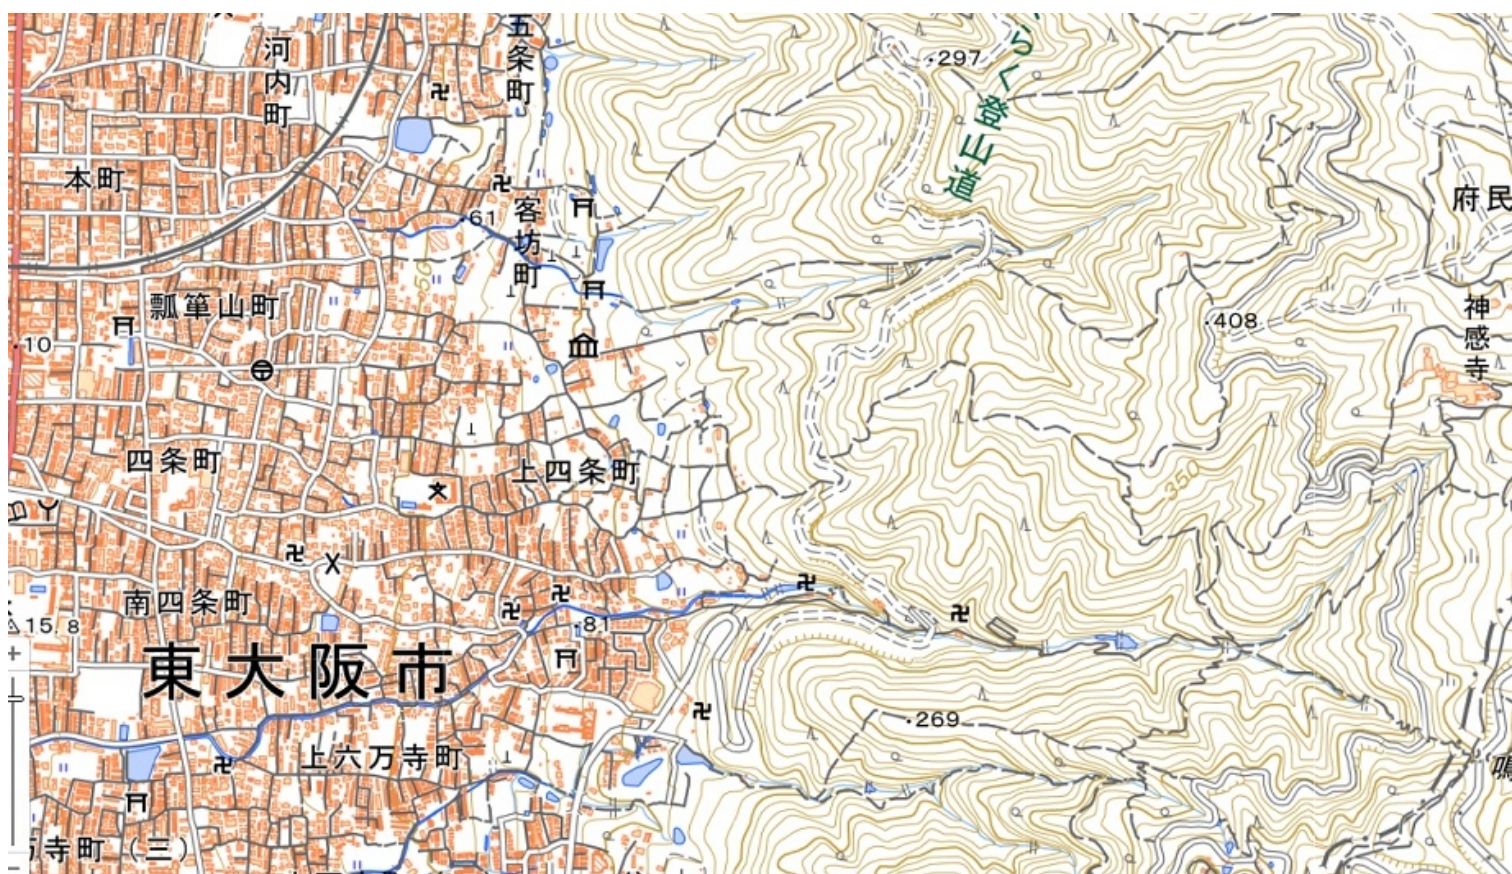 五条町
河内町
297
らく登山道
本町
府民
客坊町
61
50
瓢箪山町
408
神感寺
10
四条町
上四条町
350
南四条町
15.8
81
東大阪市
269
上六万寺町
鳴
寺町(三)